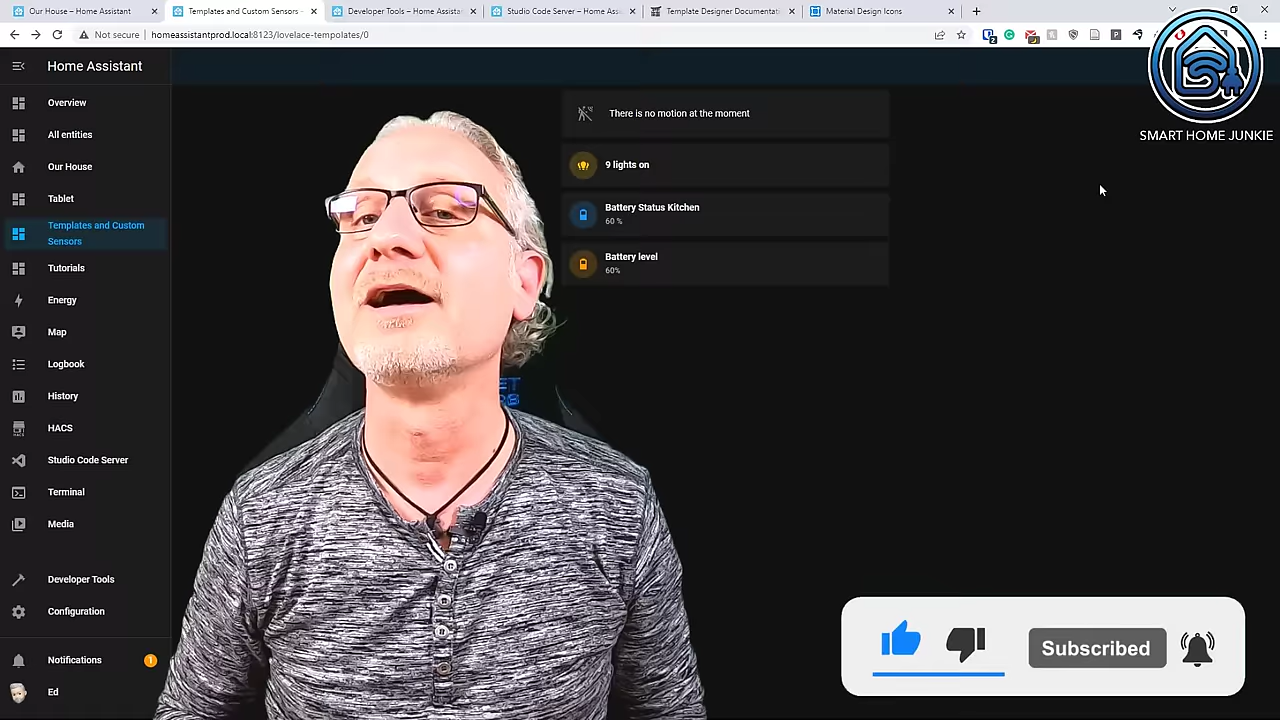 Our House – Home Assistant
Templates and Custom Sensors -
Developer Tools – Home Assista
Studio Code Server – Home Assi
Template Designer Documentati
Material Design Icons
Not secure
homeassistantprod.local:8123/lovelace-templates/0
Home Assistant
Overview
All entities
Our House
Tablet
Templates and Custom
Sensors
Tutorials
Energy
Map
Logbook
History
HACS
HACS
Studio Code Server
Terminal
Media
Developer Tools
Configuration
Notifications
1
Ed
There is no motion at the moment
9 lights on
Battery Status Kitchen
60 %
Battery level
60%
SMART HOME JUNKIE
Subscribed